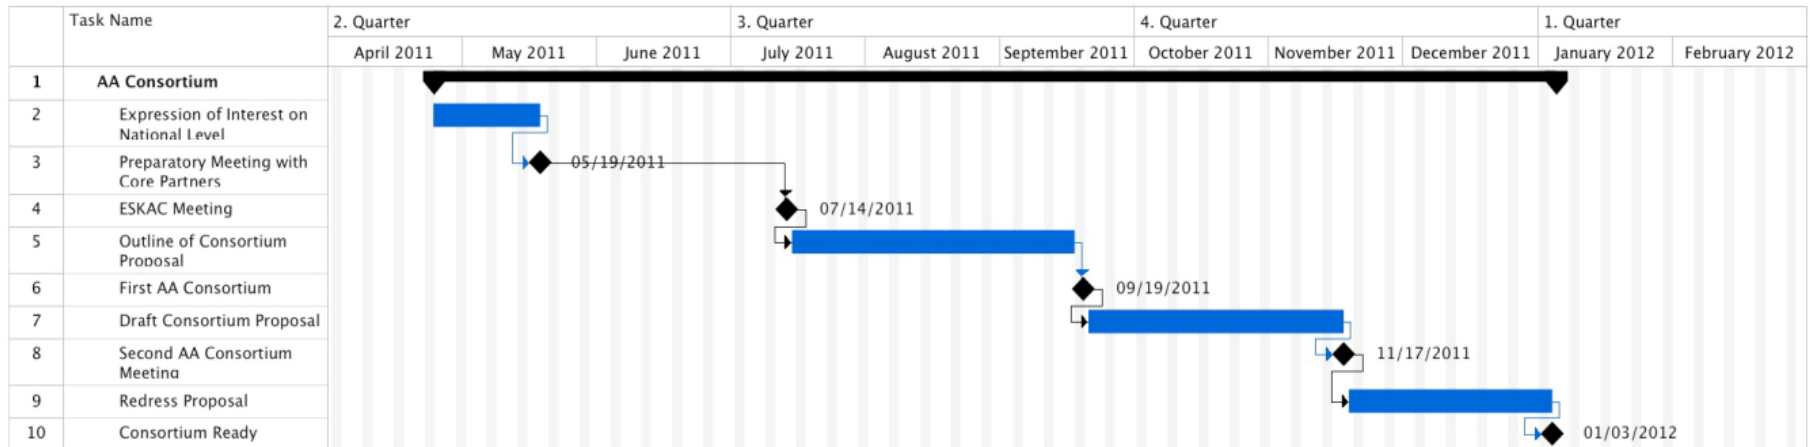 Task Name
2. Quarter 3. Quarter 4. Quarter 1. Quarter
April 2011 May 2011 June 2011 July 2011 August 2011 September 2011 October 2011 November 2011 December 2011 January 2012 February 2012
1 AA Consortium
2 Expression of Interest on
National Level
3 Preparatory Meeting with 05/19/2011
Core Partners
4 ESKAC Meeting 07/14/2011
5 Outline of Consortium
Proposal
6 First AA Consortium 09/19/2011
7 Draft Consortium Proposal
8 Second AA Consortium 11/17/2011
Meeting
9 Redress Proposal
10 Consortium Ready 01/03/2012